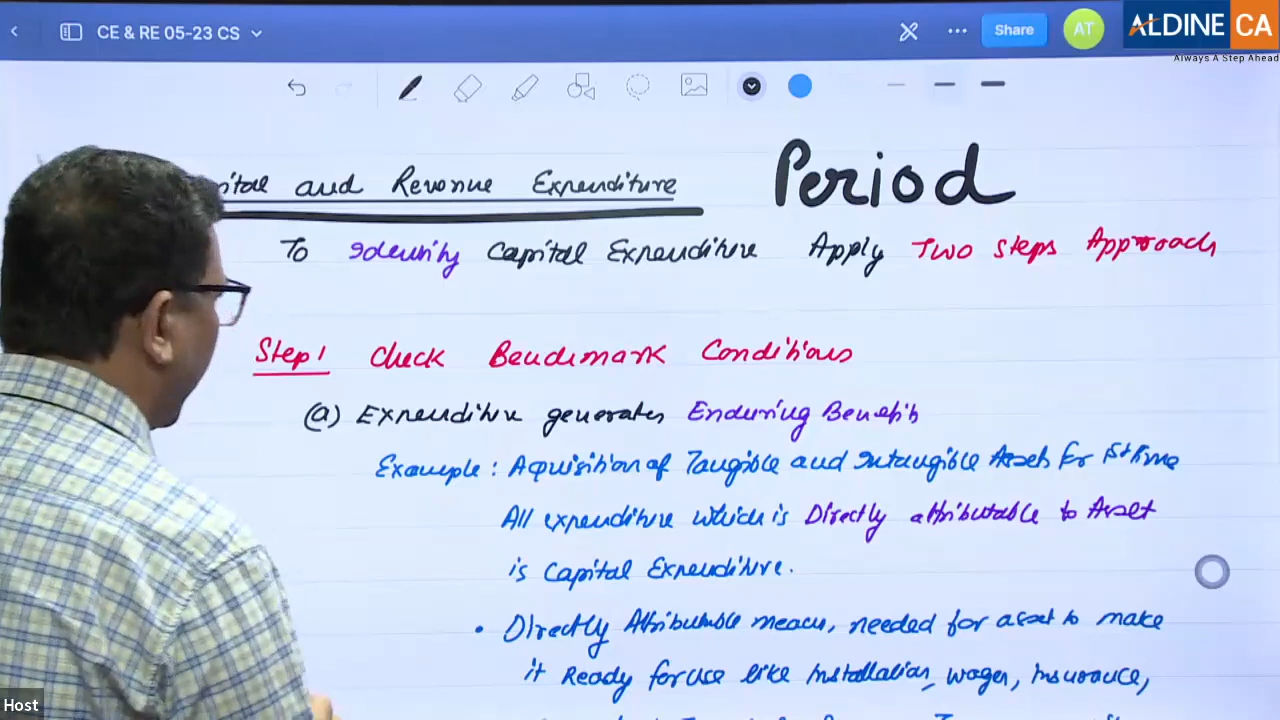 CE & RE 05-23 CS
Share
AT
ALDINE CA
Always A Step Ahead
ital and Revenue Expenditure
Period
To Identify Capital Expenditure Apply Two Steps Approach
Step 1 Check Benchmark Conditions
(a) Expenditure generates Enduring Benefits
Example: Aquisition of Tangible and Intangible Assets for 1st time
All expenditure which is Directly attributable to Asset
is Capital Expenditure.
• Directly Attributable means, needed for asset to make
it Ready for use like Installation, wages, insurance,
Host